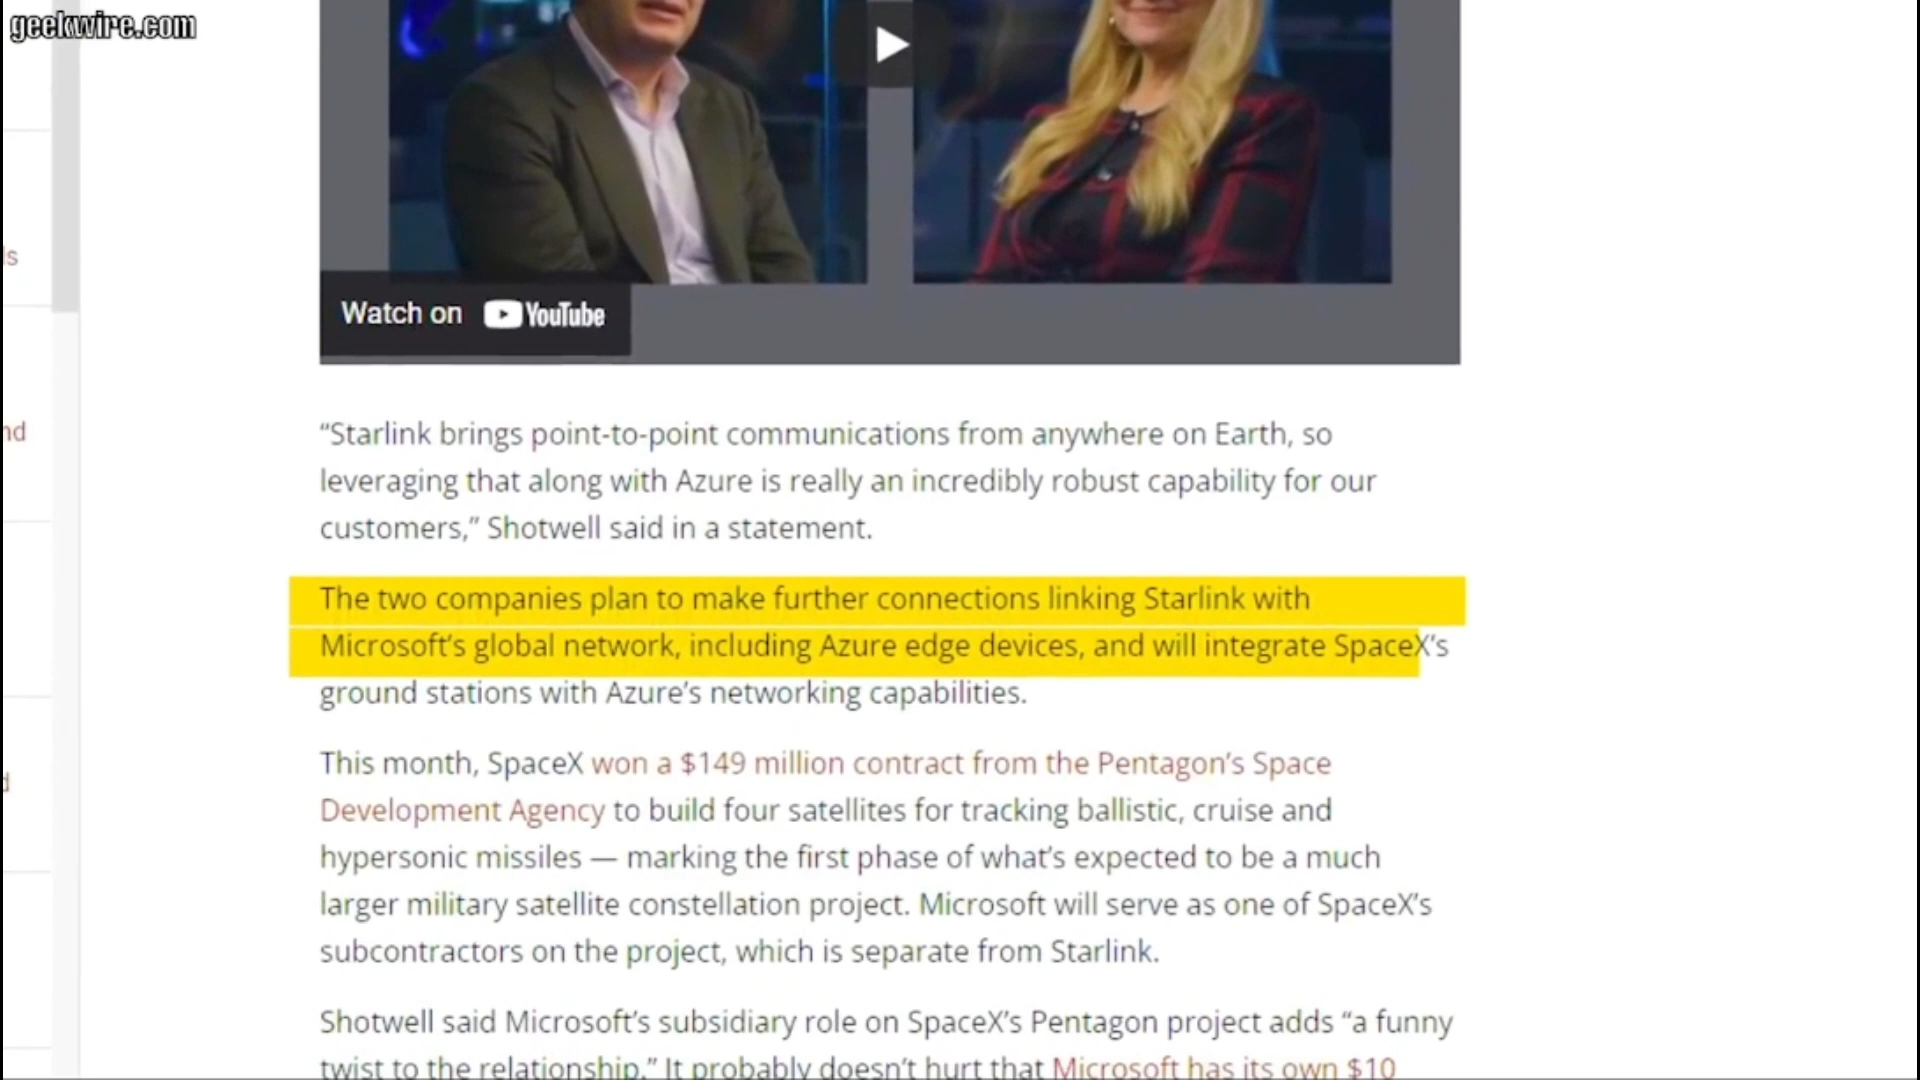 geekwire.com
Watch on YouTube
“Starlink brings point-to-point communications from anywhere on Earth, so
leveraging that along with Azure is really an incredibly robust capability for our
customers,” Shotwell said in a statement.
The two companies plan to make further connections linking Starlink with
Microsoft’s global network, including Azure edge devices, and will integrate SpaceX’s
ground stations with Azure’s networking capabilities.
This month, SpaceX won a $149 million contract from the Pentagon’s Space
Development Agency to build four satellites for tracking ballistic, cruise and
hypersonic missiles — marking the first phase of what’s expected to be a much
larger military satellite constellation project. Microsoft will serve as one of SpaceX’s
subcontractors on the project, which is separate from Starlink.
Shotwell said Microsoft’s subsidiary role on SpaceX’s Pentagon project adds “a funny
twist to the relationship.” It probably doesn’t hurt that Microsoft has its own $10